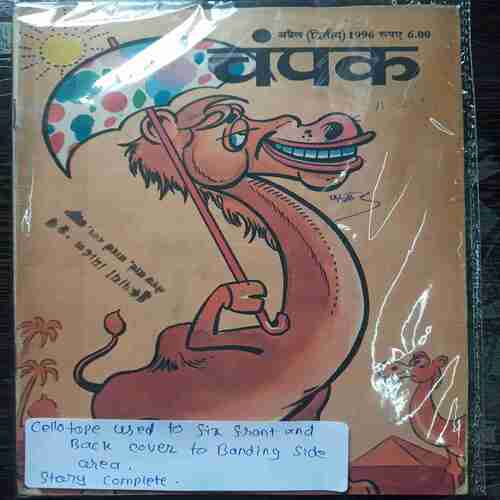 अप्रैल (द्वितीय) 1996 रूपए 6.00
चंपक
Cellotape used to fix front and
Back cover to Banding side
area.
Story complete.